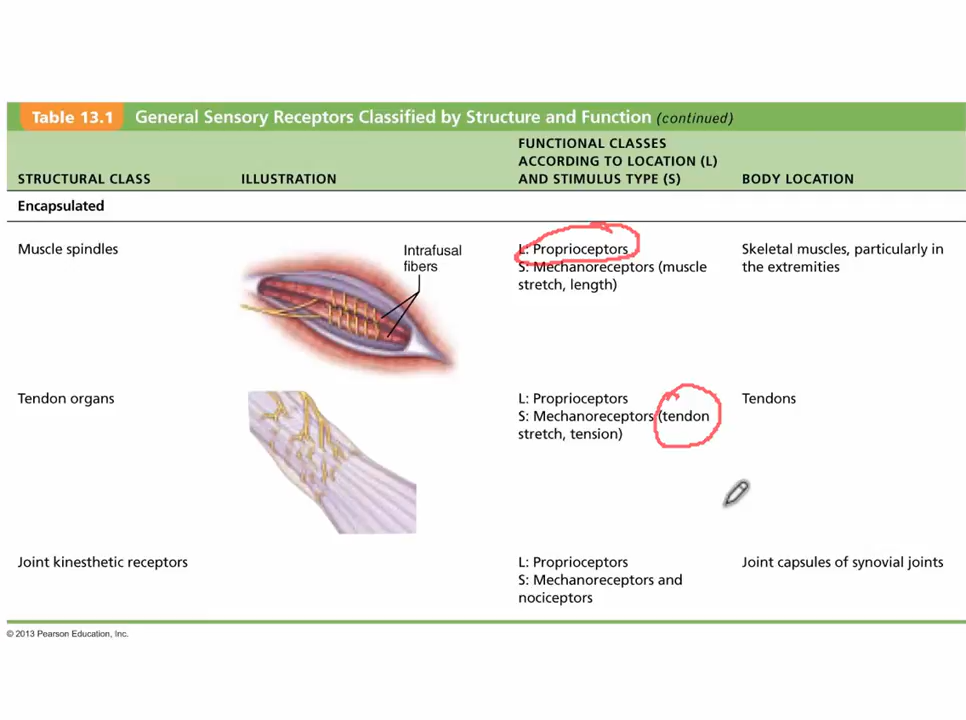 Table 13.1 General Sensory Receptors Classified by Structure and Function (continued)
STRUCTURAL CLASS
ILLUSTRATION
FUNCTIONAL CLASSES
ACCORDING TO LOCATION (L)
AND STIMULUS TYPE (S)
BODY LOCATION
Encapsulated
Muscle spindles
Intrafusal
fibers
L: Proprioceptors
S: Mechanoreceptors (muscle
stretch, length)
Skeletal muscles, particularly in
the extremities
Tendon organs
L: Proprioceptors
S: Mechanoreceptors (tendon
stretch, tension)
Tendons
Joint kinesthetic receptors
L: Proprioceptors
S: Mechanoreceptors and
nociceptors
Joint capsules of synovial joints
© 2013 Pearson Education, Inc.